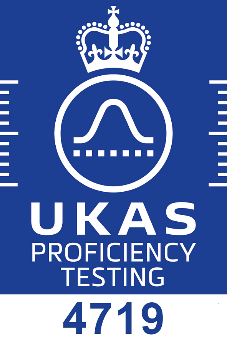 UKAS
PROFICIENCY
TESTING
4719